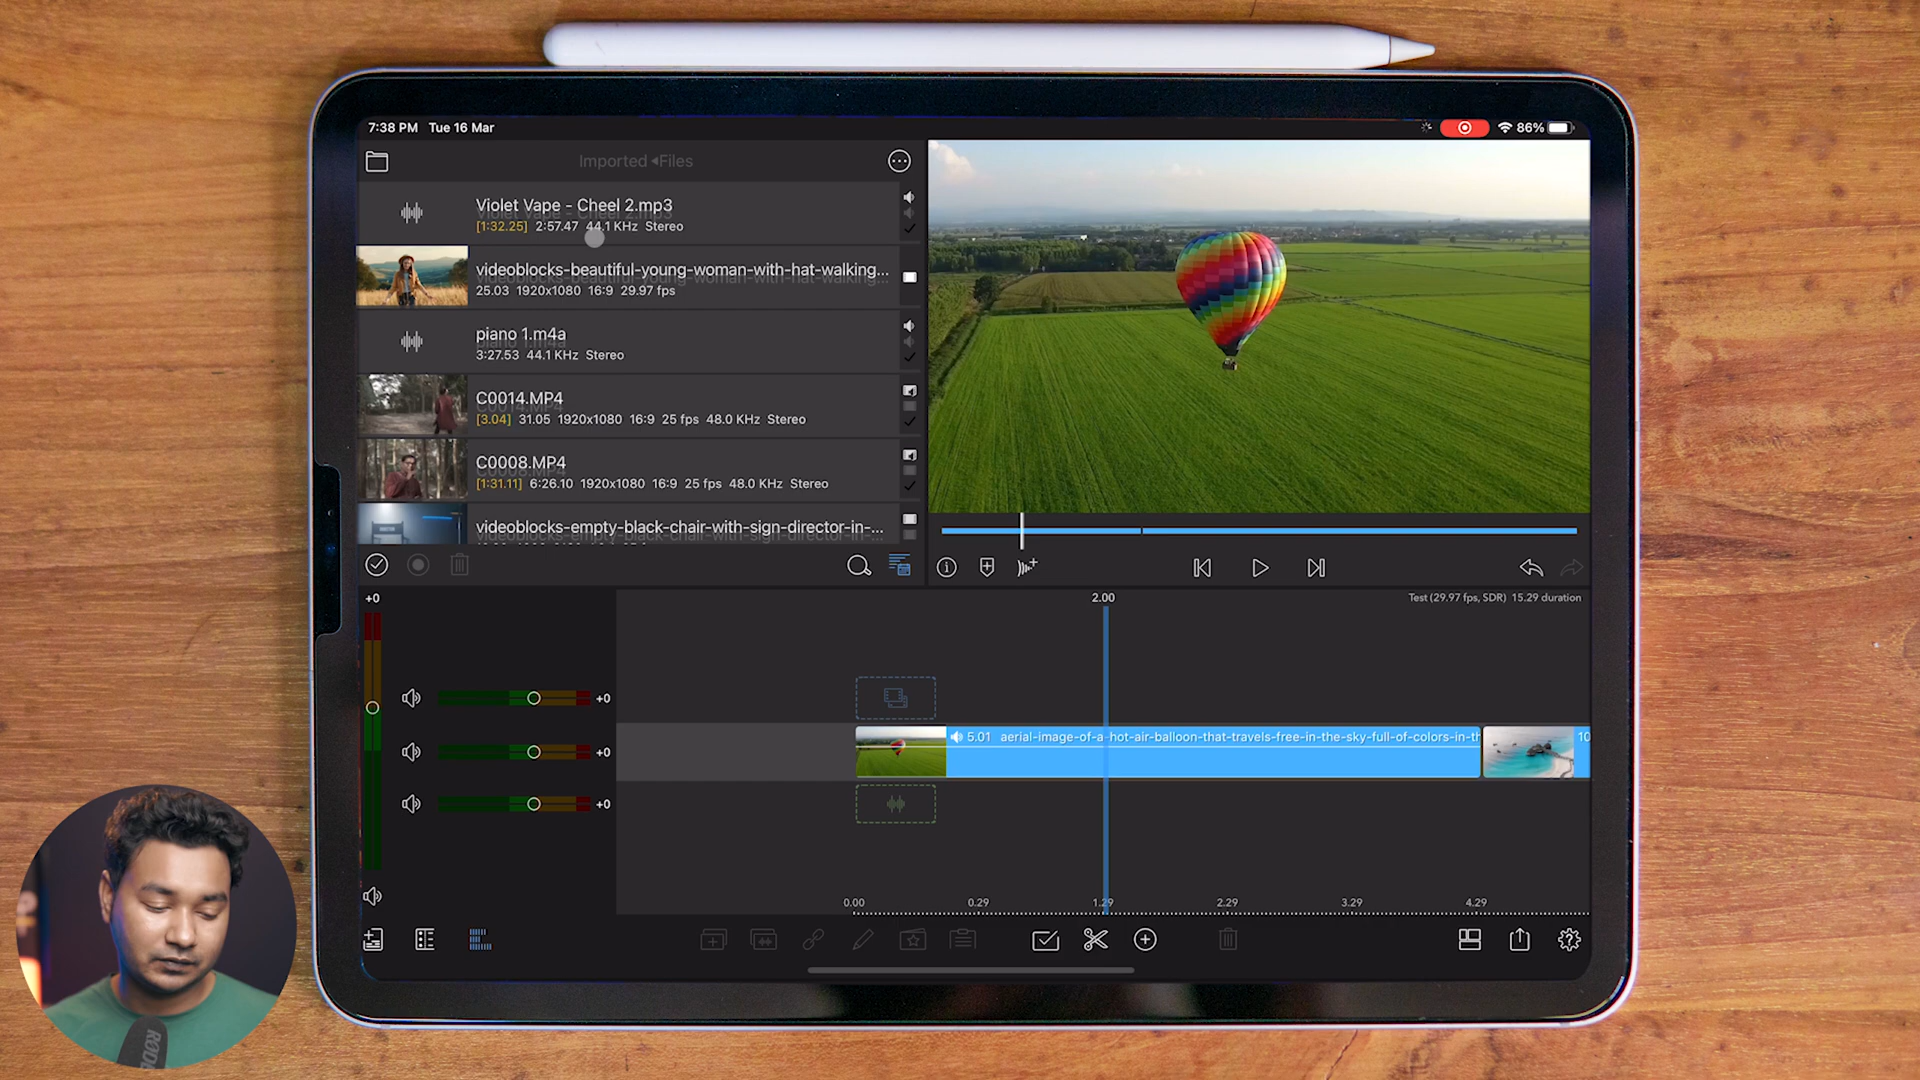 7:38 PM Tue 16 Mar
86%
Imported ◂Files
Violet Vape - Cheel 2.mp3
[1:32.25] 2:57.47 44.1 KHz Stereo
videoblocks-beautiful-young-woman-with-hat-walking...
25.03 1920x1080 16:9 29.97 fps
piano 1.m4a
3:27.53 44.1 KHz Stereo
C0014.MP4
[3.04] 31.05 1920x1080 16:9 25 fps 48.0 KHz Stereo
C0008.MP4
[1:31.11] 6:26.10 1920x1080 16:9 25 fps 48.0 KHz Stereo
videoblocks-empty-black-chair-with-sign-director-in-...
+0
2.00
Test (29.97 fps, SDR) 15.29 duration
+0
5.01 aerial-image-of-a-hot-air-balloon-that-travels-free-in-the-sky-full-of-colors-in-th
10
+0
+0
0.00 0.29 1.29 2.29 3.29 4.29
RØDE